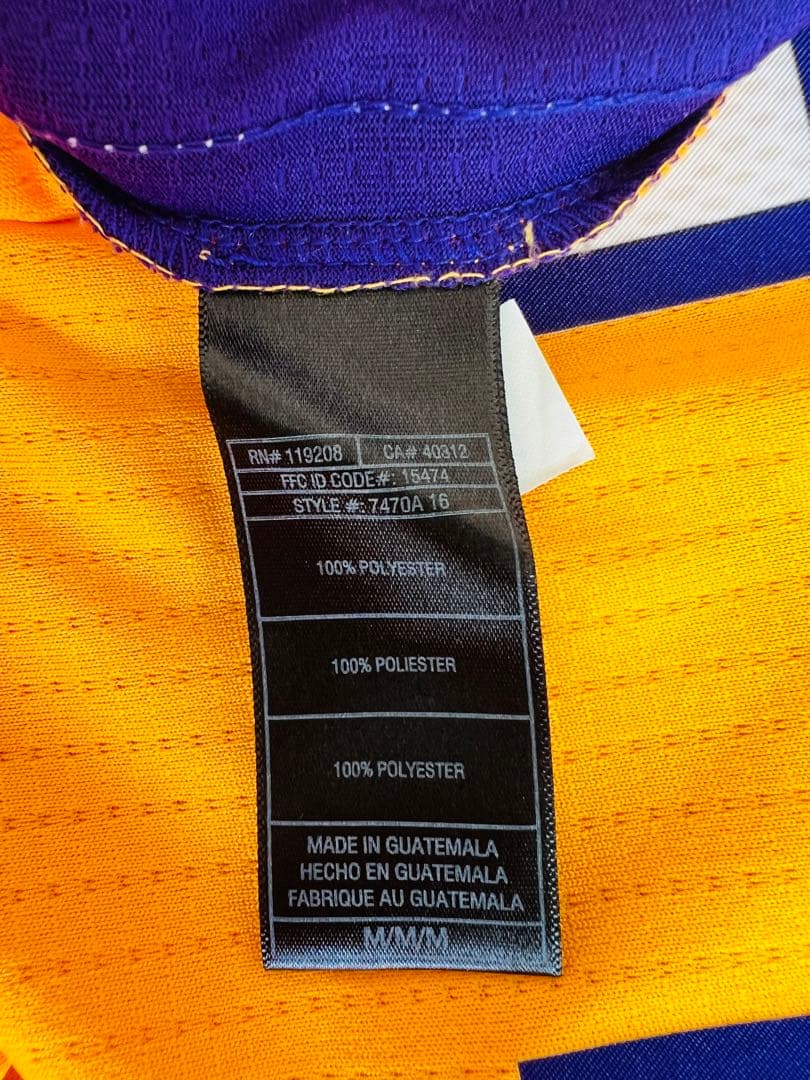 RN# 119208 CA# 40312
FFC ID CODE#: 15474
STYLE #: 7470A 16
100% POLYESTER
100% POLIESTER
100% POLYESTER
MADE IN GUATEMALA
HECHO EN GUATEMALA
FABRIQUE AU GUATEMALA
M/M/M